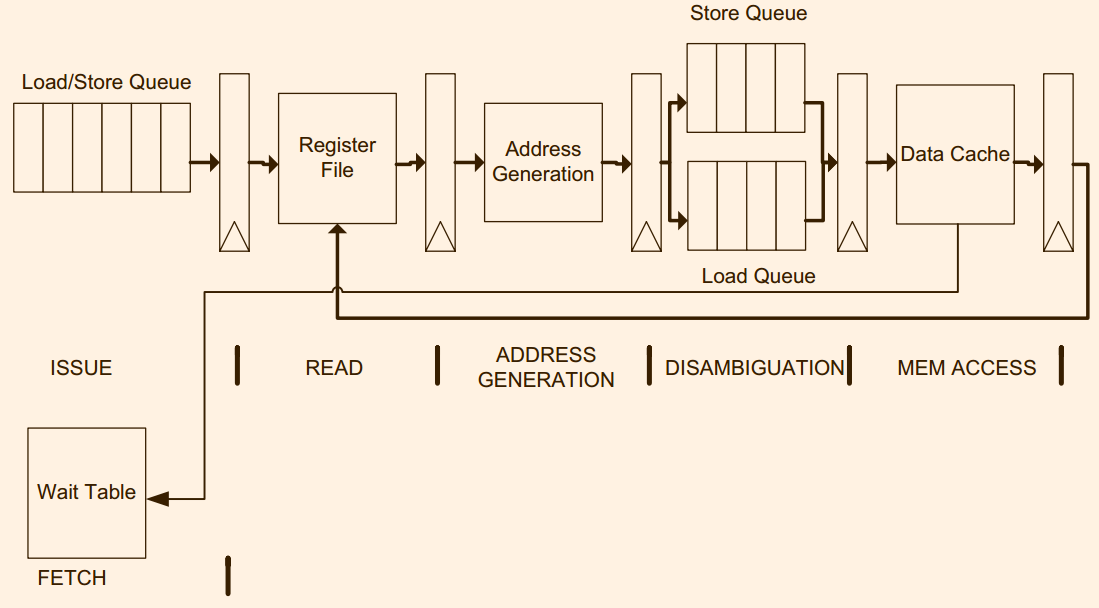 Store Queue
Load/Store Queue
Register
File
Address
Generation
Data Cache
Load Queue
ISSUE
READ
ADDRESS
GENERATION
DISAMBIGUATION
MEM ACCESS
Wait Table
FETCH